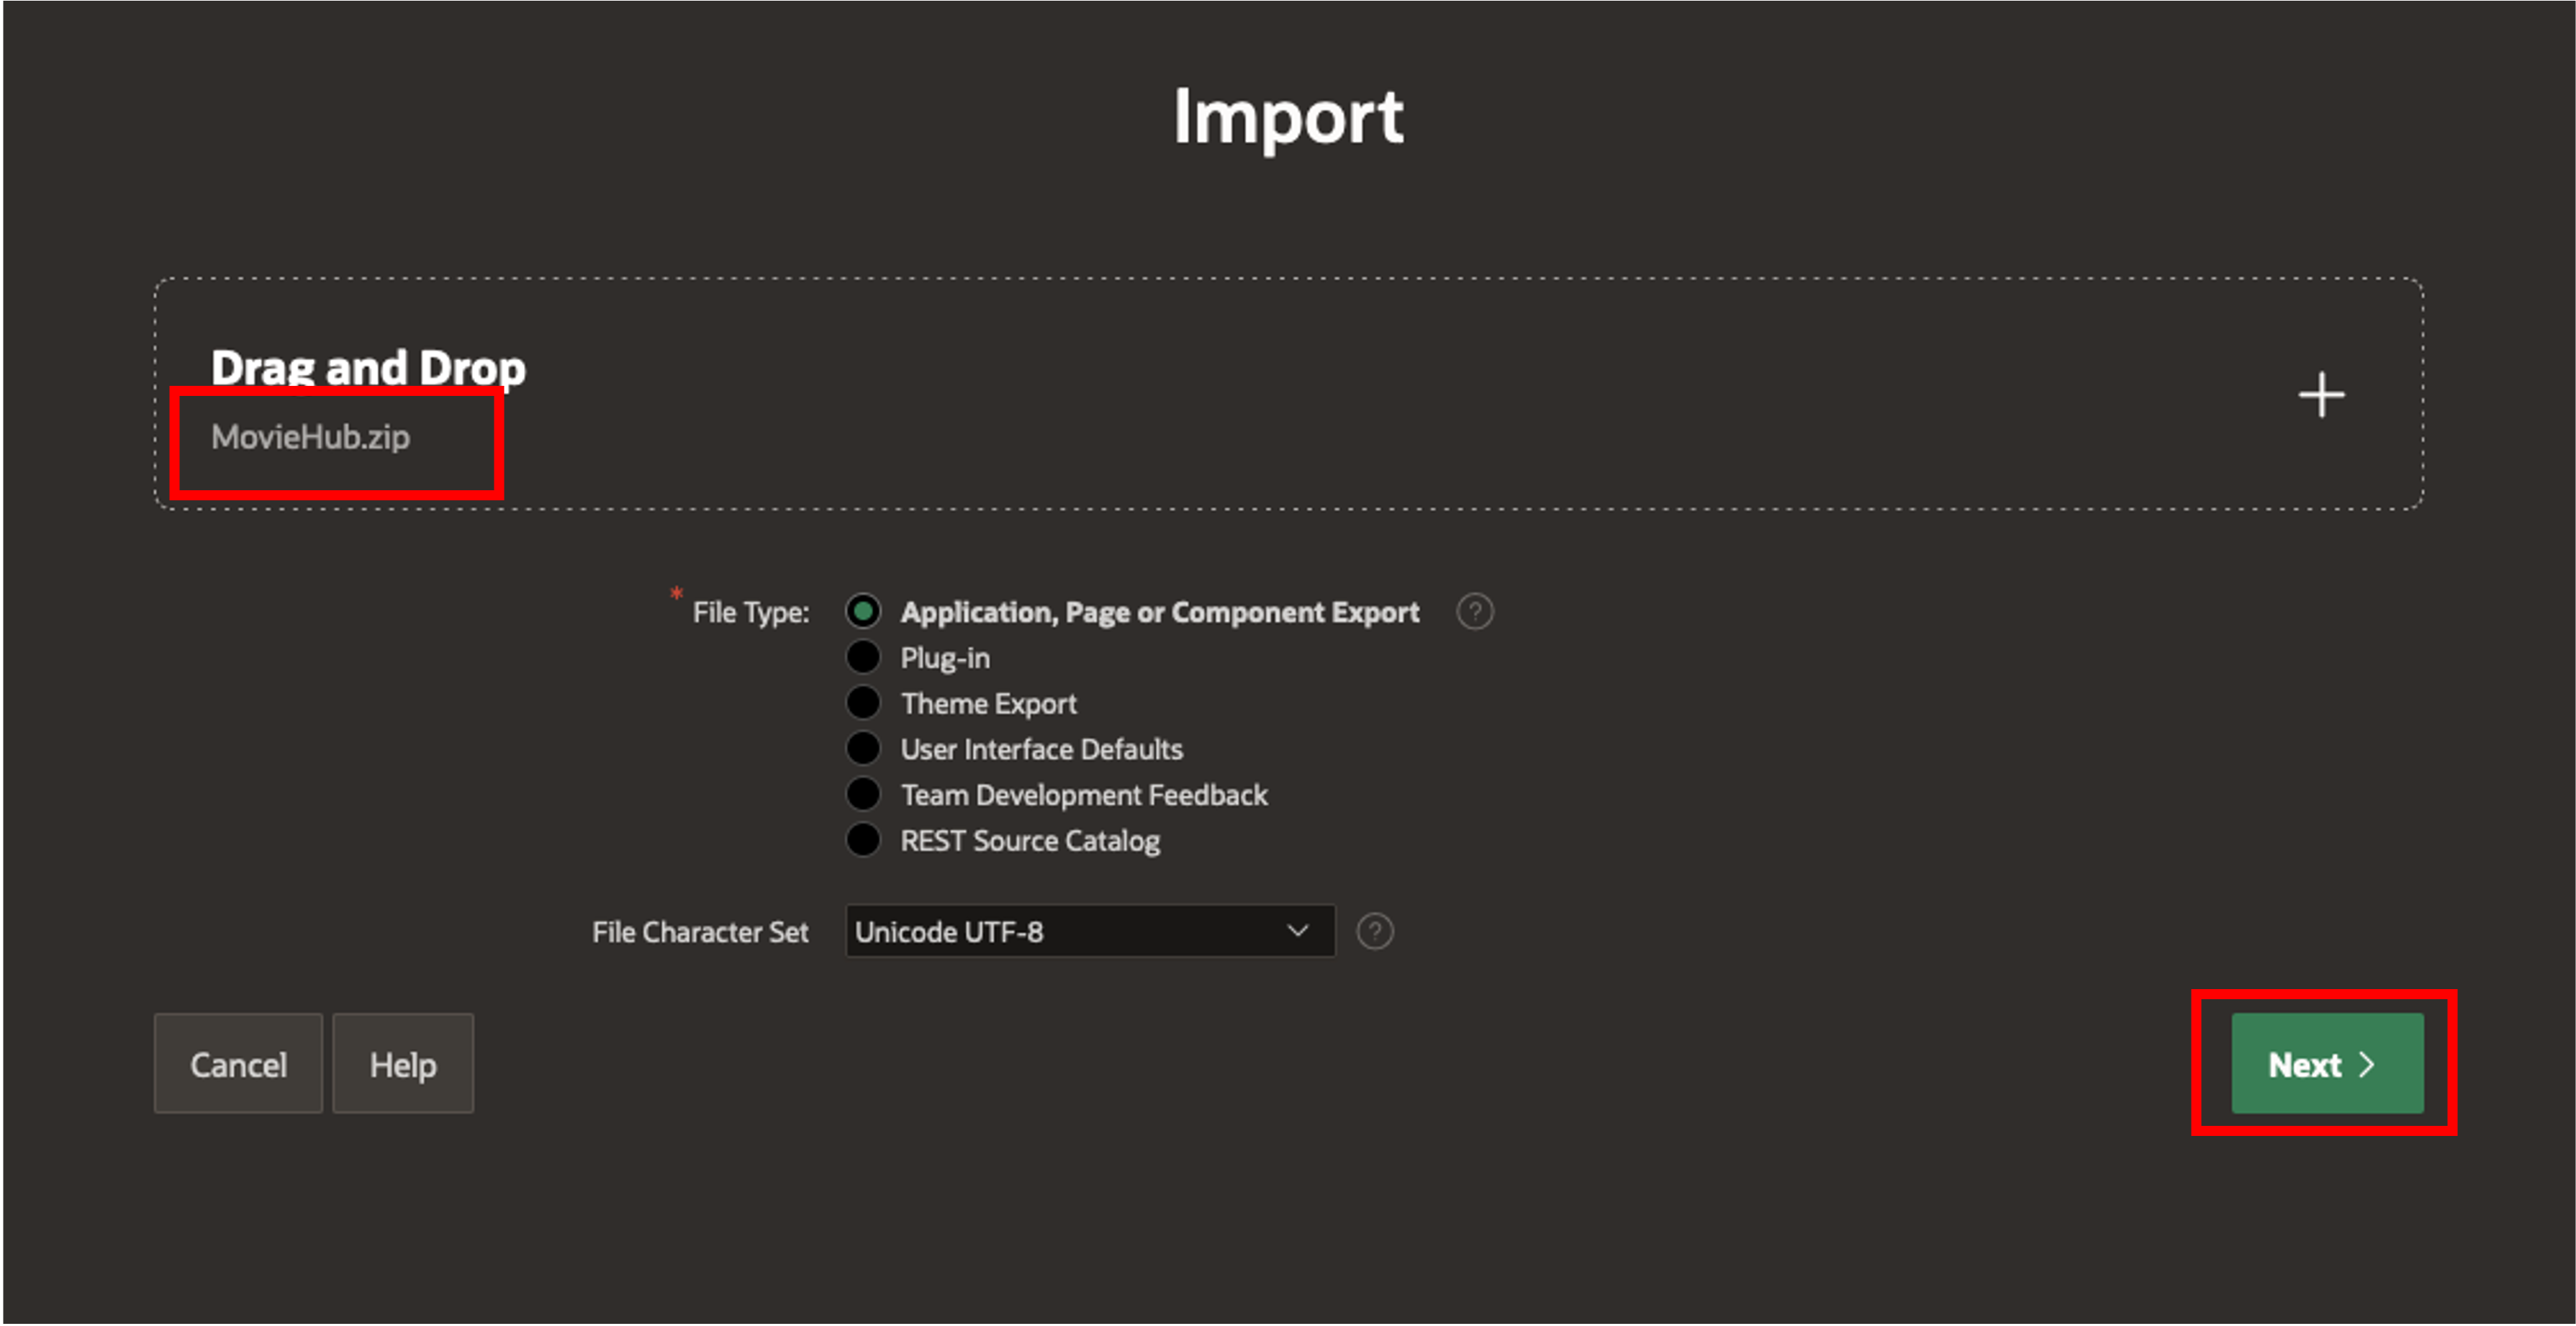 Import
Drag and Drop
MovieHub.zip
* File Type:
Application, Page or Component Export ?
Plug-in
Theme Export
User Interface Defaults
Team Development Feedback
REST Source Catalog
File Character Set Unicode UTF-8 ?
Cancel Help Next